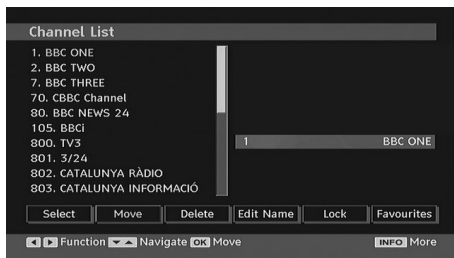 Channel List
1. BBC ONE
2. BBC TWO
7. BBC THREE
70. CBBC Channel
80. BBC NEWS 24
105. BBCi
800. TV3
801. 3/24
802. CATALUNYA RÀDIO
803. CATALUNYA INFORMACIÓ
1 BBC ONE
Select Move Delete Edit Name Lock Favourites
Function Navigate OK Move INFO More